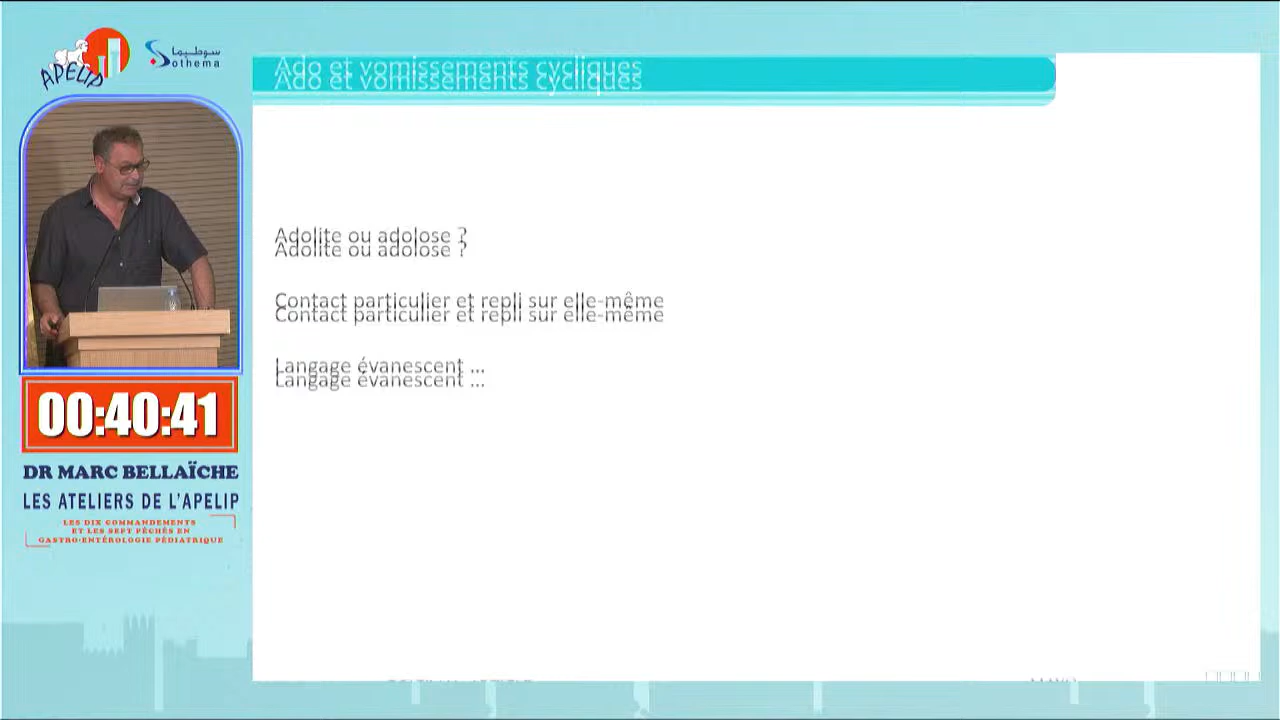 APELIP
سوطيما
Sothema
Ado et vomissements cycliques
Adolite ou adolose ?
Contact particulier et repli sur elle-même
Langage évanescent ...
00:40:41
DR MARC BELLAÏCHE
LES ATELIERS DE L'APELIP
LES DIX COMMANDEMENTS
ET LES SEPT PÉCHÉS EN
GASTRO-ENTÉROLOGIE PÉDIATRIQUE